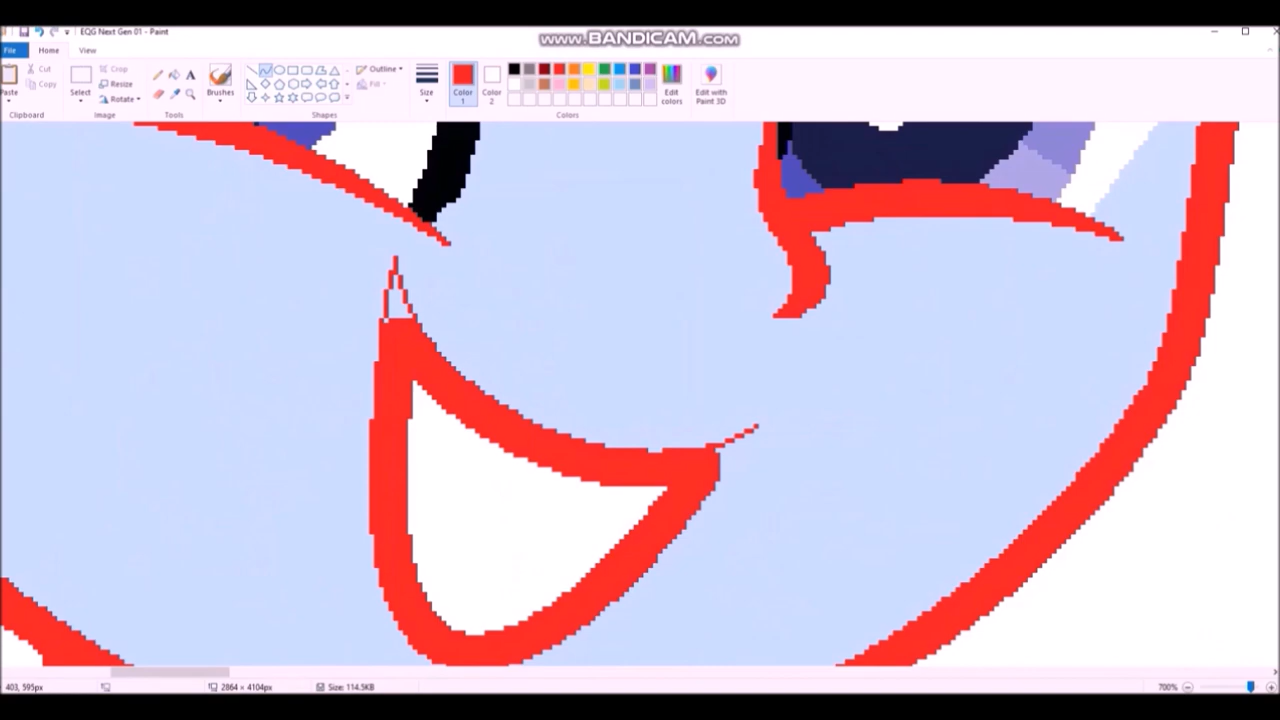 EQG Next Gen 01 - Paint
www.BANDICAM.com
File Home View
Cut Crop Outline
Copy Resize Fill
Paste Select Rotate Brushes Size Color 1 Color 2 Edit colors Edit with Paint 3D
Clipboard Image Tools Shapes Colors
403, 595px 2864 × 4104px Size: 114.5KB 700%